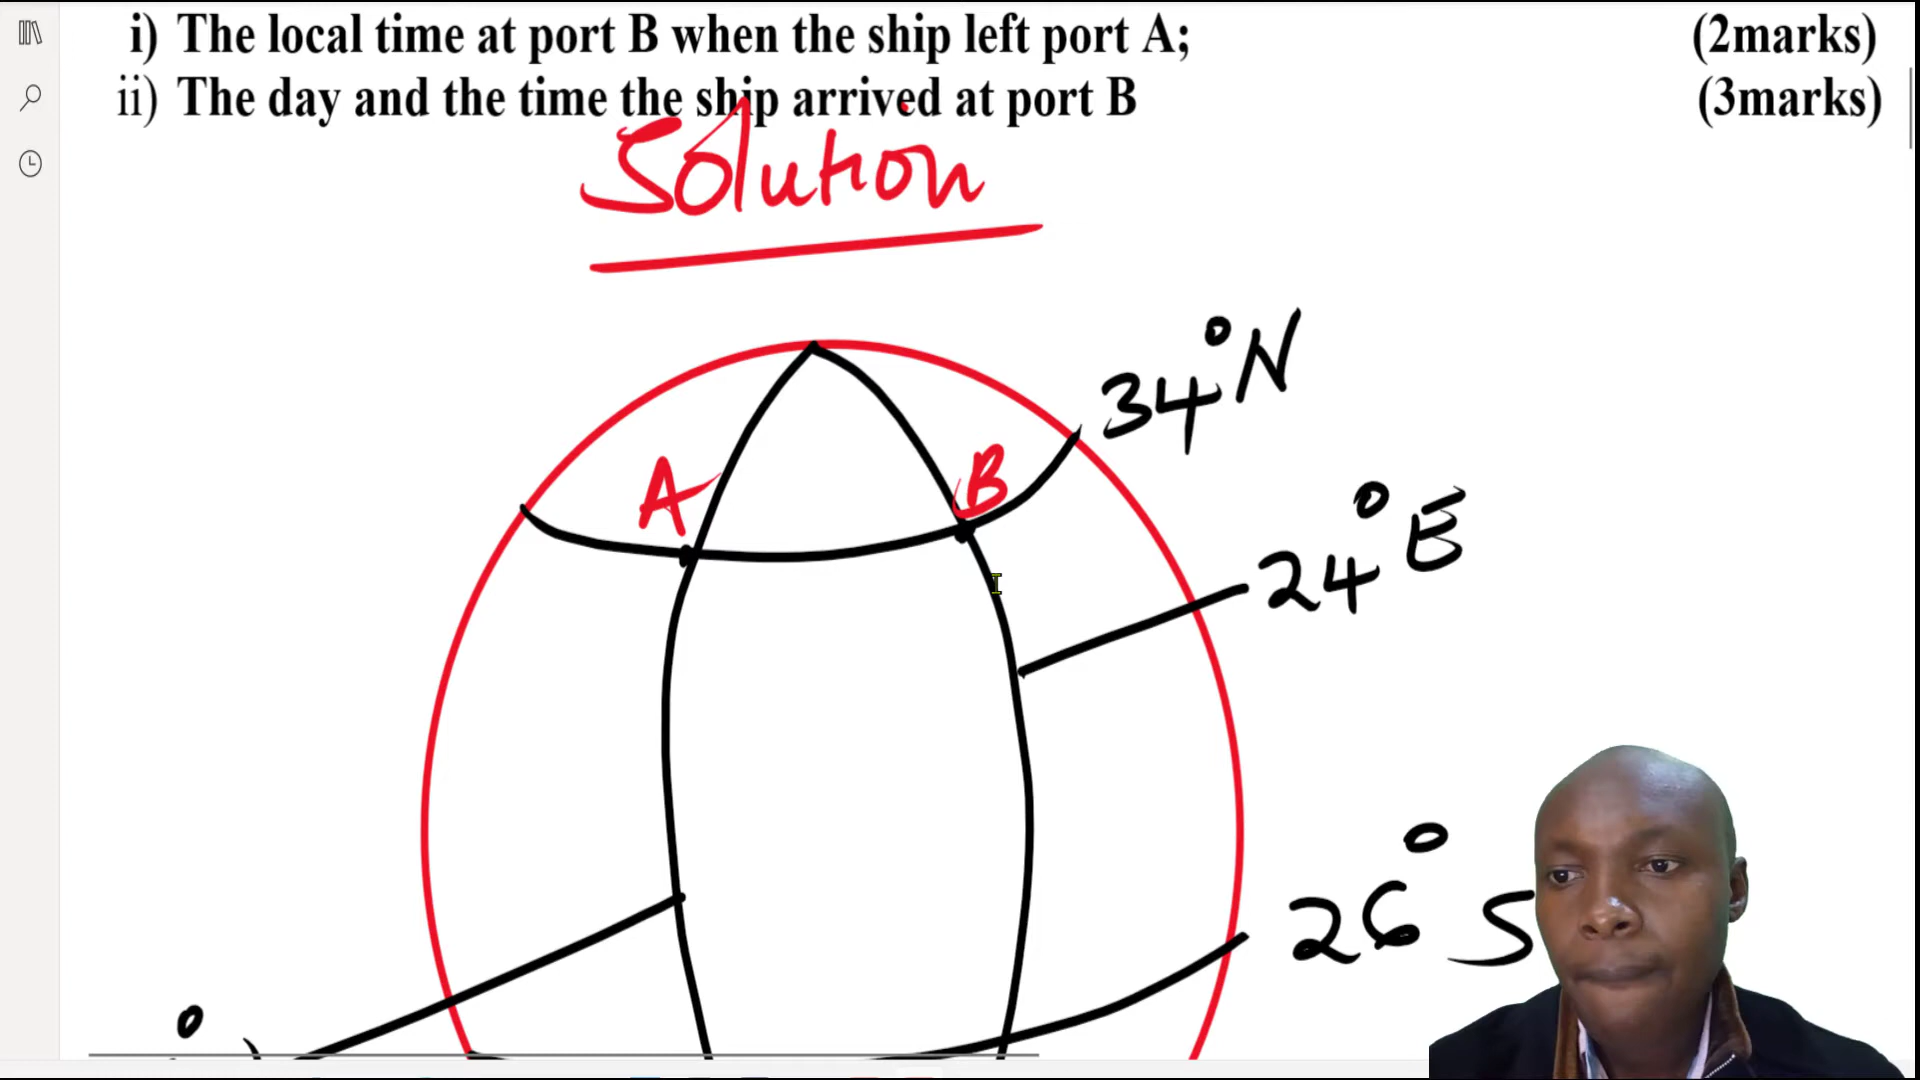 i) The local time at port B when the ship left port A; (2marks)
ii) The day and the time the ship arrived at port B (3marks)
Solution
34°N
A B
24°E
26°S